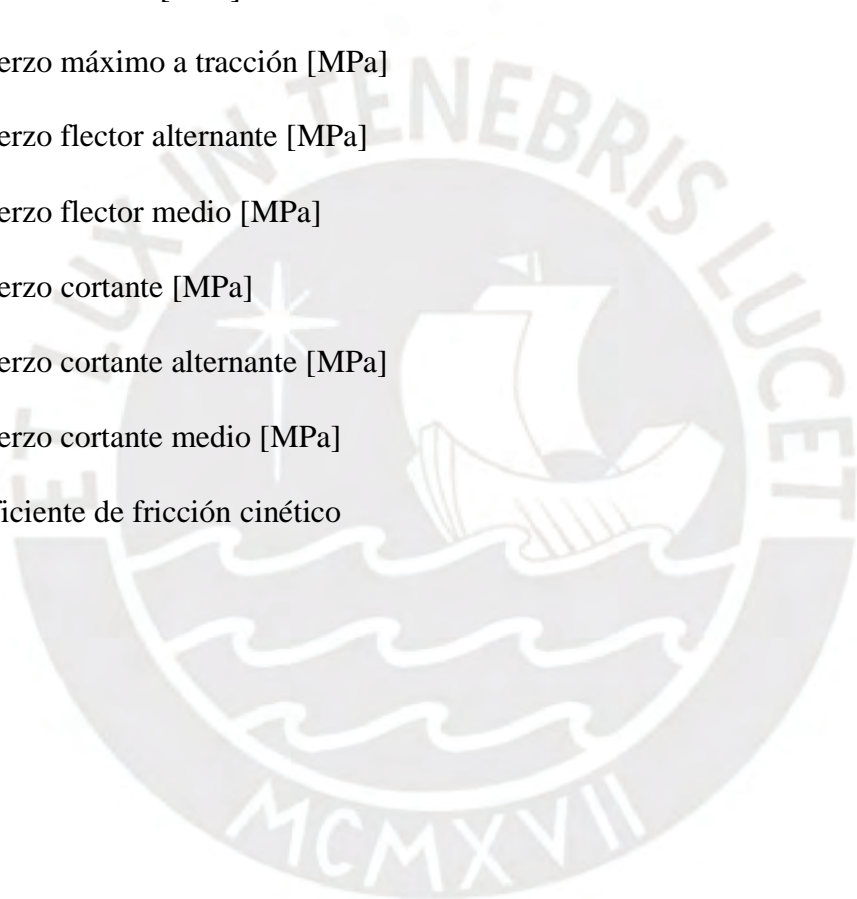 erzo máximo a tracción [MPa]
erzo flector alternante [MPa]
erzo flector medio [MPa]
erzo cortante [MPa]
erzo cortante alternante [MPa]
erzo cortante medio [MPa]
ficiente de fricción cinético
ET LUX IN TENEBRIS LUCET
MCMXVII